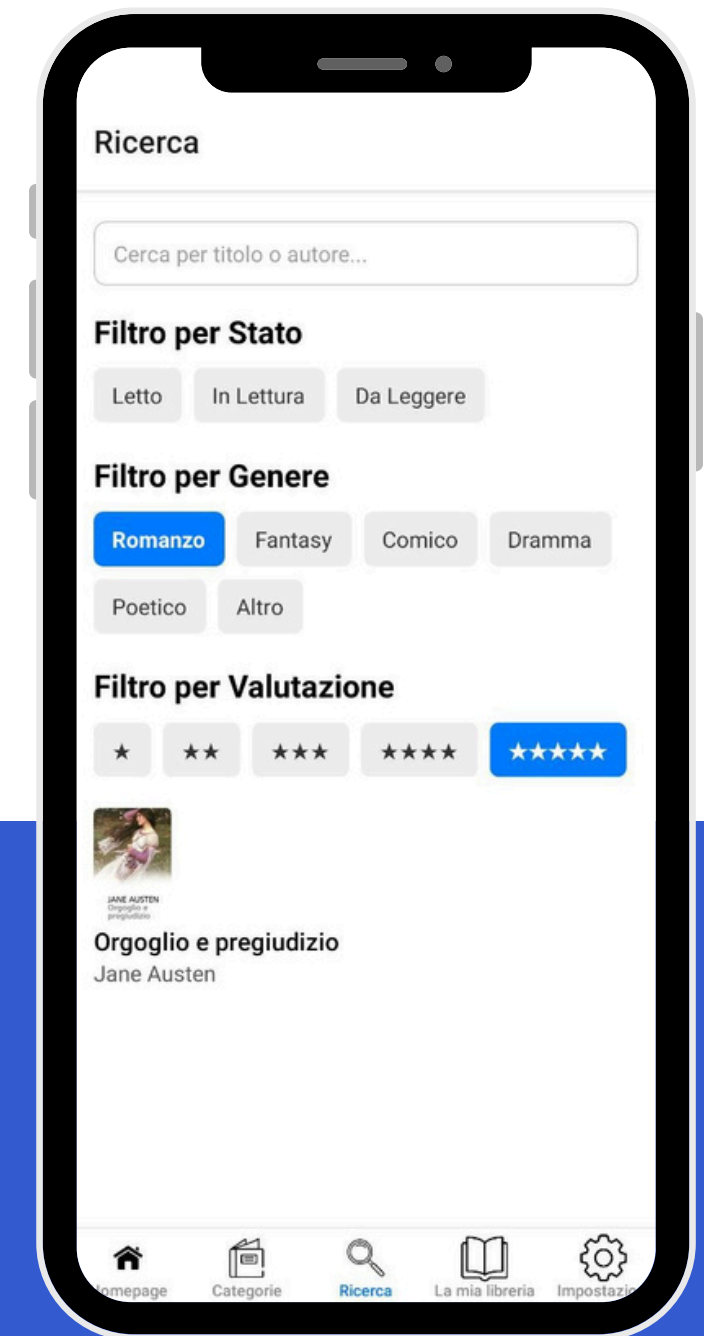 Ricerca
Cerca per titolo o autore...
Filtro per Stato
Letto In Lettura Da Leggere
Filtro per Genere
Romanzo Fantasy Comico Dramma
Poetico Altro
Filtro per Valutazione
★ ★★ ★★★ ★★★★ ★★★★★
JANE AUSTEN
Orgoglio e
pregiudizio
Orgoglio e pregiudizio
Jane Austen
omepage Categorie Ricerca La mia libreria Impostazio